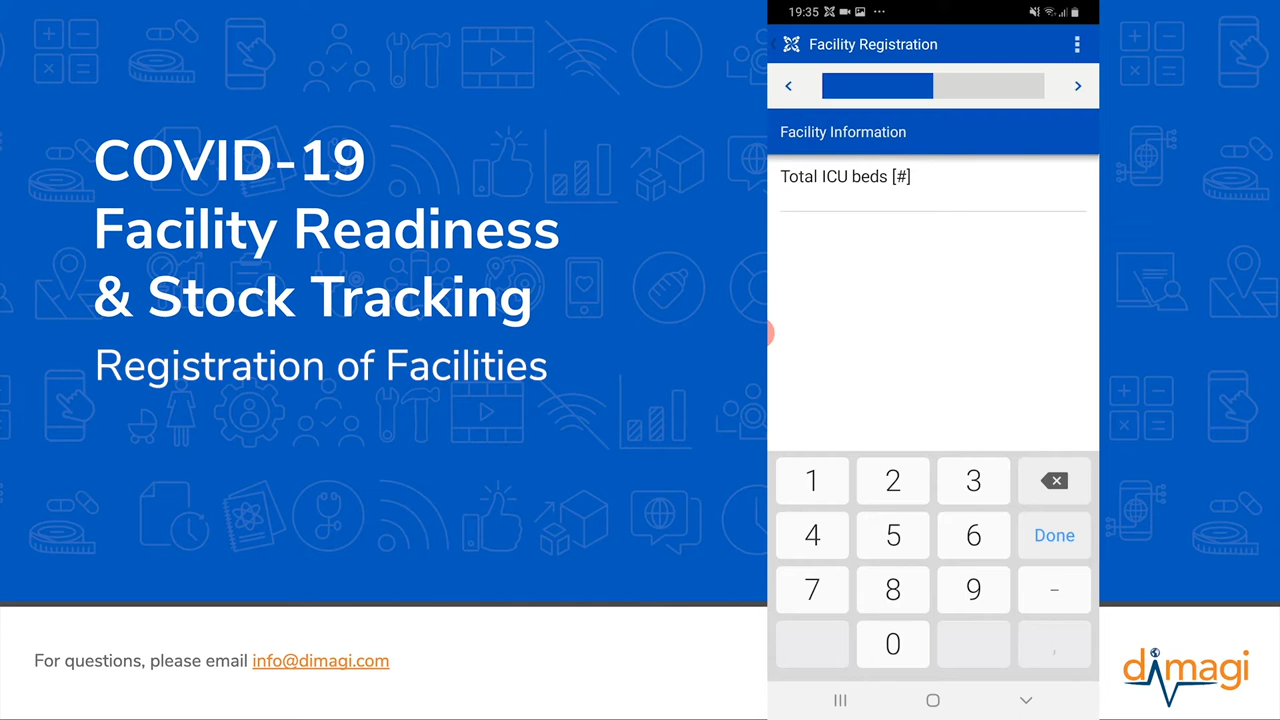 COVID-19
Facility Readiness
& Stock Tracking
Registration of Facilities
For questions, please email info@dimagi.com
19:35
Facility Registration
Facility Information
Total ICU beds [#]
1 2 3
4 5 6 Done
7 8 9 -
0 ,
dimagi